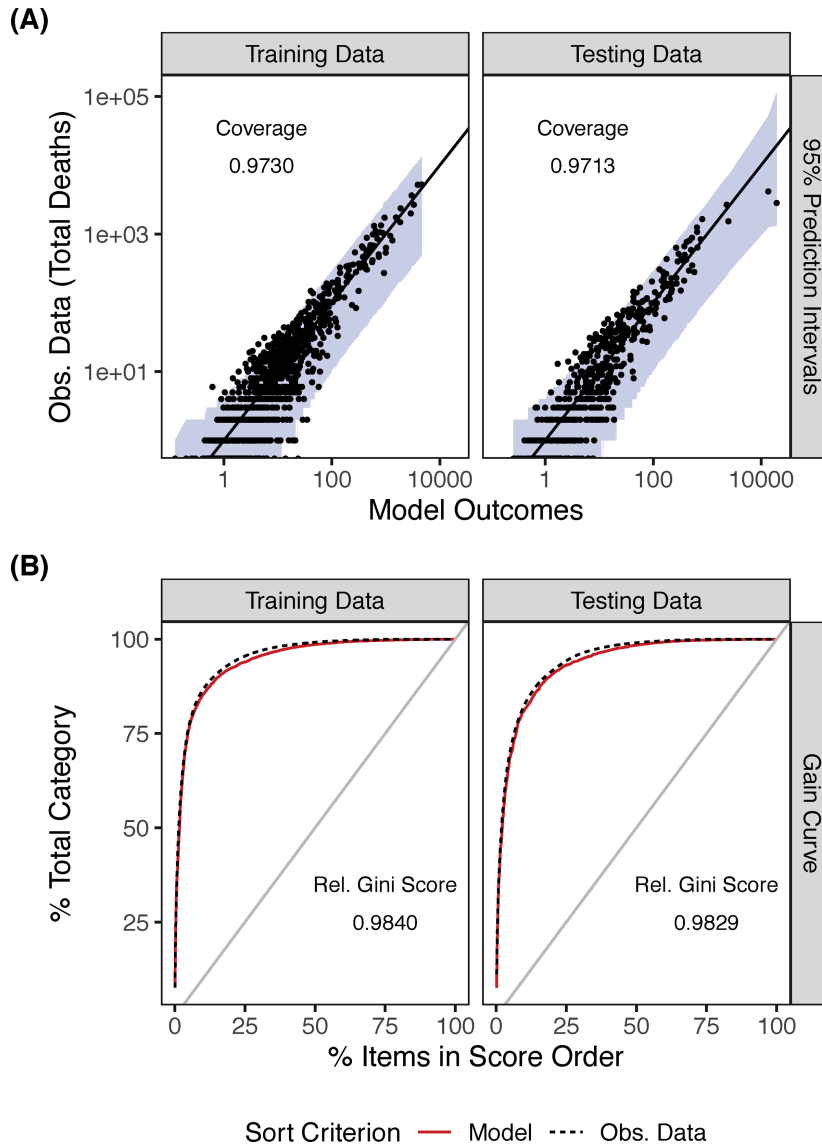 (A)
Training Data
Testing Data
Obs. Data (Total Deaths)
1e+05
1e+03
1e+01
Coverage
0.9730
Coverage
0.9713
95% Prediction Intervals
1
100
10000
1
100
10000
Model Outcomes
(B)
Training Data
Testing Data
% Total Category
100
75
50
25
Rel. Gini Score
0.9840
Rel. Gini Score
0.9829
Gain Curve
0
25
50
75
100
0
25
50
75
100
% Items in Score Order
Sort Criterion
Model
Obs. Data